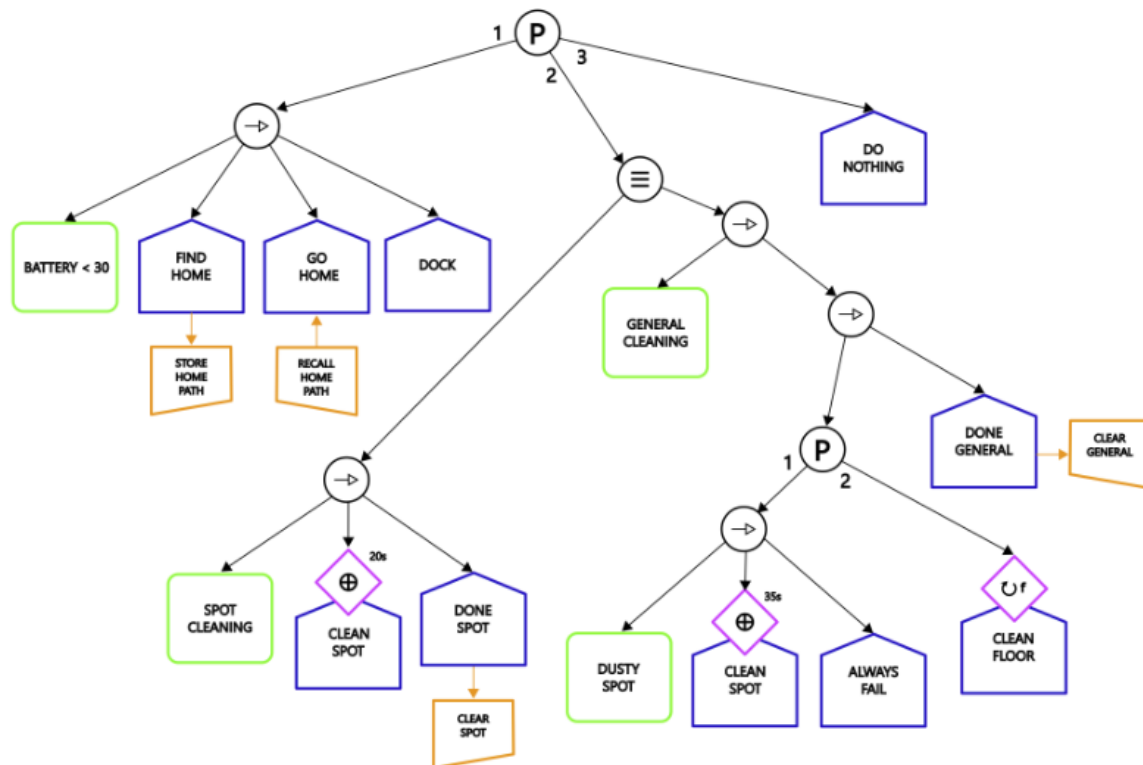 1
P
3
2
DO
NOTHING
BATTERY < 30
FIND
HOME
GO
HOME
DOCK
GENERAL
CLEANING
STORE
HOME
PATH
RECALL
HOME
PATH
DONE
GENERAL
CLEAR
GENERAL
P
1
2
20s
SPOT
CLEANING
CLEAN
SPOT
DONE
SPOT
CLEAR
SPOT
35s
DUSTY
SPOT
CLEAN
SPOT
ALWAYS
FAIL
f
CLEAN
FLOOR